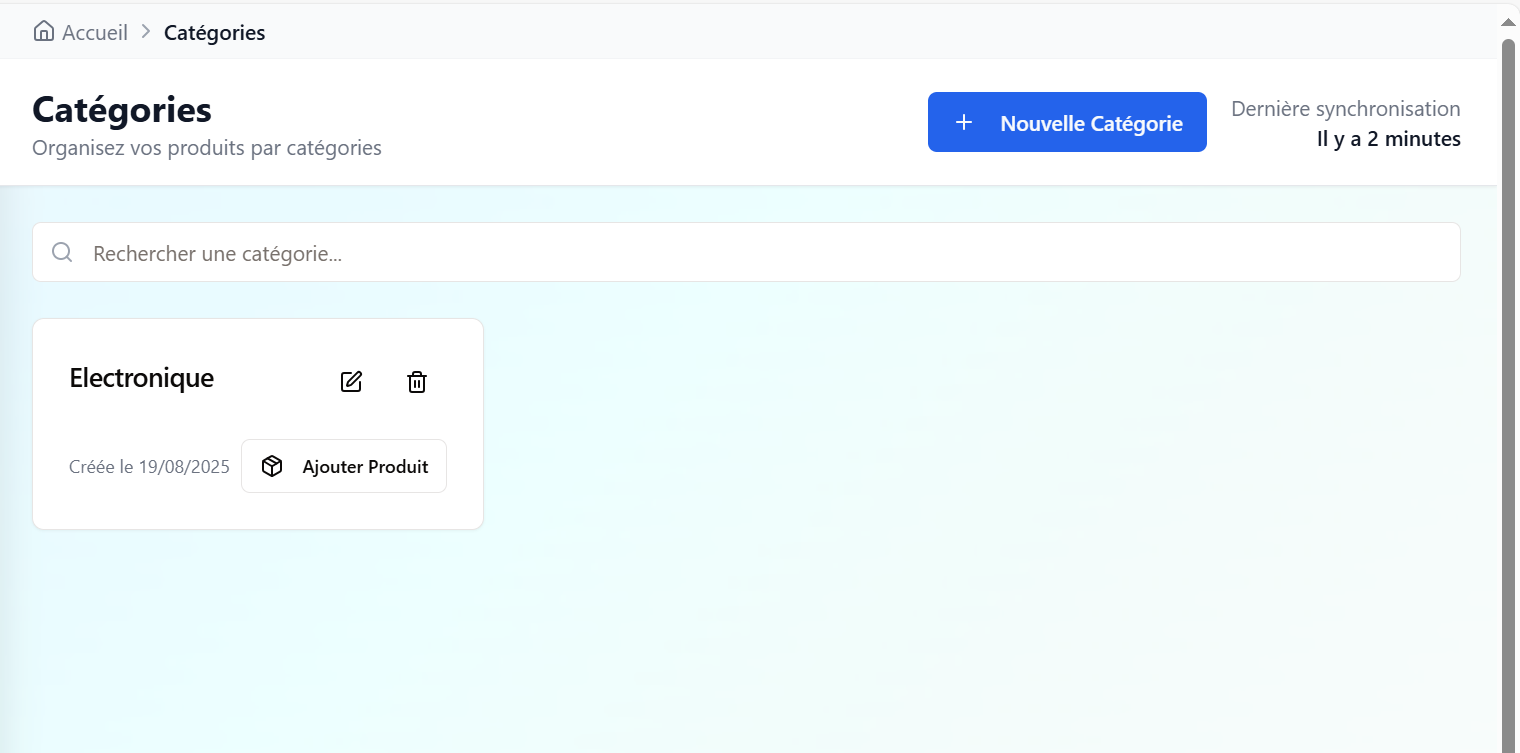 Accueil > Catégories
Catégories
Organisez vos produits par catégories
Nouvelle Catégorie
Dernière synchronisation
Il y a 2 minutes
Rechercher une catégorie...
Electronique
Créée le 19/08/2025
Ajouter Produit